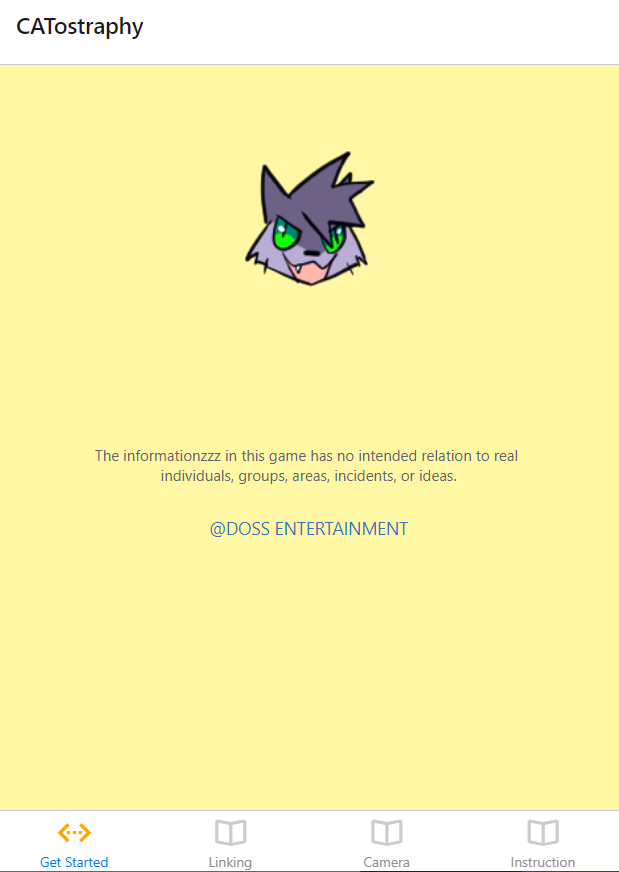 CATostraphy
The informationzzz in this game has no intended relation to real
individuals, groups, areas, incidents, or ideas.
@DOSS ENTERTAINMENT
Get Started
Linking
Camera
Instruction